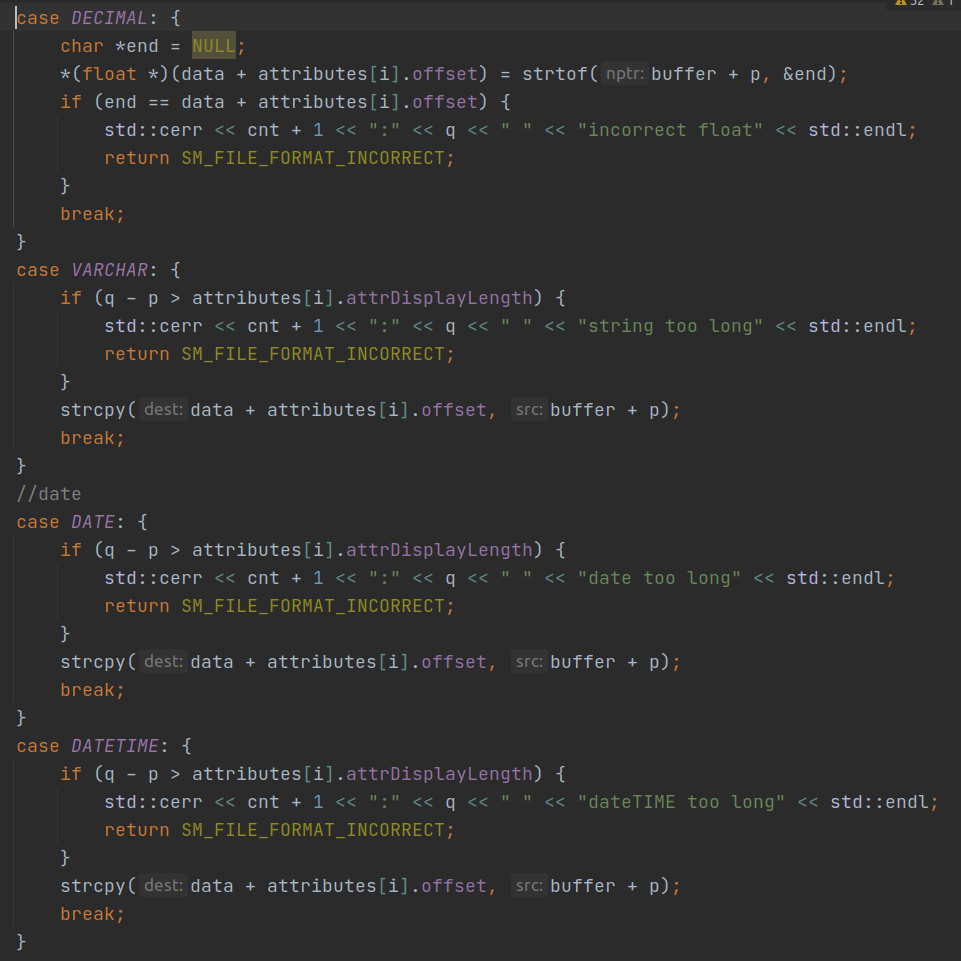 52 1
case DECIMAL: {
    char *end = NULL;
    *(float *)(data + attributes[i].offset) = strtof( nptr: buffer + p, &end);
    if (end == data + attributes[i].offset) {
        std::cerr << cnt + 1 << ":" << q << " " << "incorrect float" << std::endl;
        return SM_FILE_FORMAT_INCORRECT;
    }
    break;
}
case VARCHAR: {
    if (q - p > attributes[i].attrDisplayLength) {
        std::cerr << cnt + 1 << ":" << q << " " << "string too long" << std::endl;
        return SM_FILE_FORMAT_INCORRECT;
    }
    strcpy( dest: data + attributes[i].offset, src: buffer + p);
    break;
}
//date
case DATE: {
    if (q - p > attributes[i].attrDisplayLength) {
        std::cerr << cnt + 1 << ":" << q << " " << "date too long" << std::endl;
        return SM_FILE_FORMAT_INCORRECT;
    }
    strcpy( dest: data + attributes[i].offset, src: buffer + p);
    break;
}
case DATETIME: {
    if (q - p > attributes[i].attrDisplayLength) {
        std::cerr << cnt + 1 << ":" << q << " " << "dateTIME too long" << std::endl;
        return SM_FILE_FORMAT_INCORRECT;
    }
    strcpy( dest: data + attributes[i].offset, src: buffer + p);
    break;
}